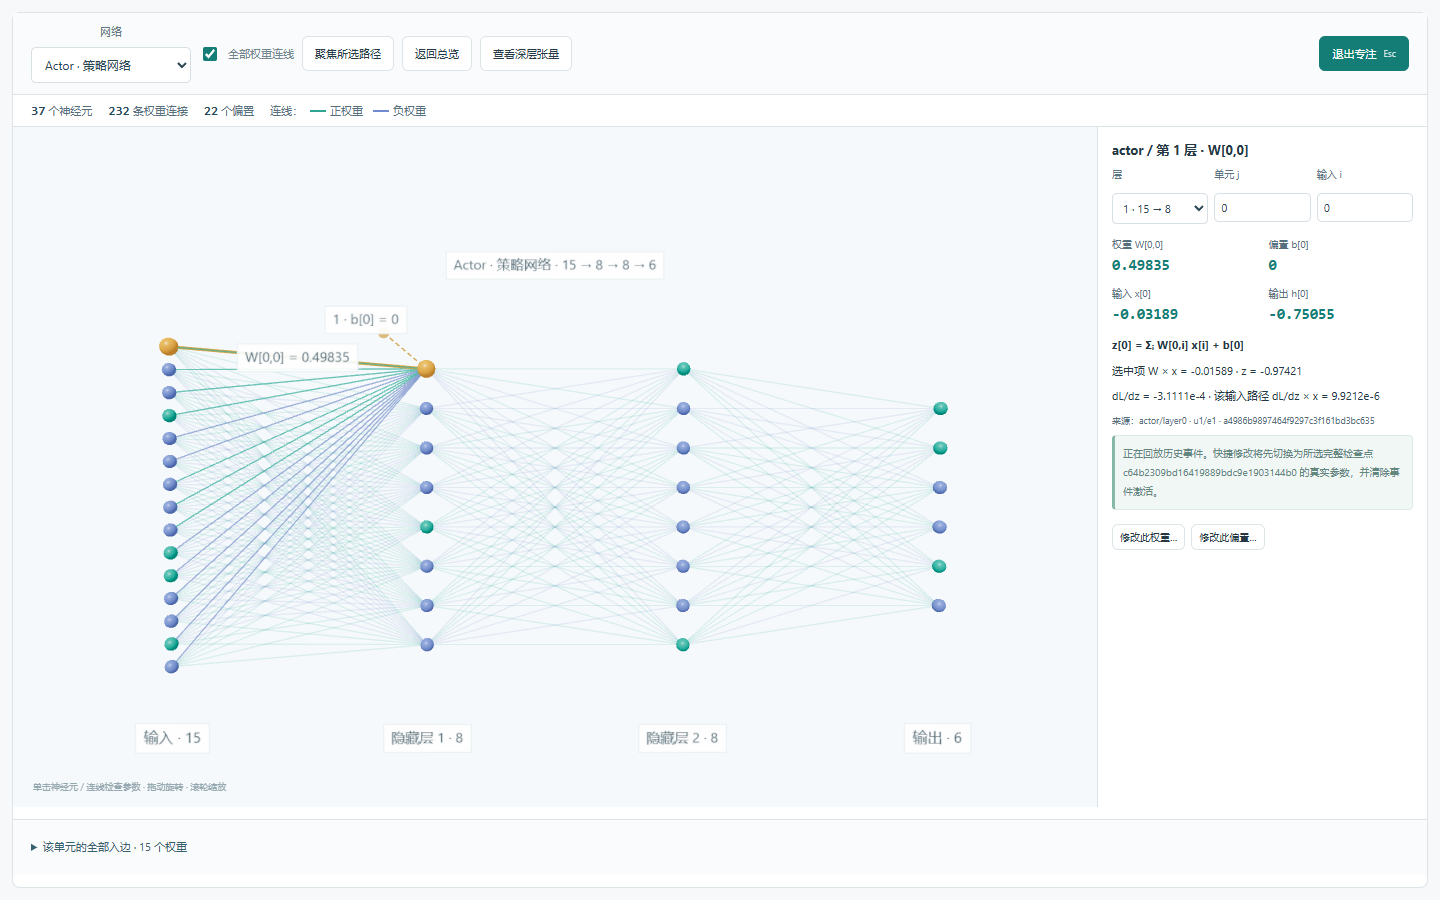 网络
Actor · 策略网络
全部权重连线
聚焦所选路径
返回总览
查看深层张量
退出专注 Esc
37 个神经元 232 条权重连接 22 个偏置 连线： 正权重 负权重
Actor · 策略网络 · 15 → 8 → 8 → 6
1 · b[0] = 0
W[0,0] = 0.49835
输入 · 15
隐藏层 1 · 8
隐藏层 2 · 8
输出 · 6
单击神经元 / 连线检查参数 · 拖动旋转 · 滚轮缩放
actor / 第 1 层 · W[0,0]
层 单元 j 输入 i
1 · 15 → 8 0 0
权重 W[0,0] 偏置 b[0]
0.49835 0
输入 x[0] 输出 h[0]
-0.03189 -0.75055
z[0] = Σᵢ W[0,i] x[i] + b[0]
选中项 W × x = -0.01589 · z = -0.97421
dL/dz = -3.1111e-4 · 该输入路径 dL/dz × x = 9.9212e-6
来源：actor/layer0 · u1/e1 · a4986b9897464f9297c3f161bd3bc635
正在回放历史事件。快捷修改将先切换为所选完整检查点
c64b2309bd16419889bdc9e1903144b0 的真实参数，并清除事
件激活。
修改此权重...
修改此偏置...
▶ 该单元的全部入边 · 15 个权重